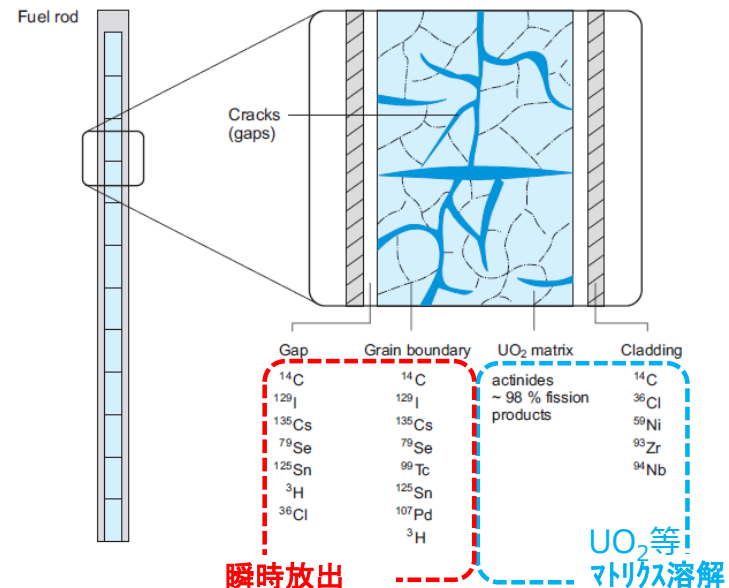 Fuel rod
Cracks
(gaps)
Gap Grain boundary UO₂ matrix Cladding
¹⁴C
¹²⁹I
¹³⁵Cs
⁷⁹Se
¹²⁵Sn
³H
³⁶Cl
¹⁴C
¹²⁹I
¹³⁵Cs
⁷⁹Se
⁹⁹Tc
¹²⁵Sn
¹⁰⁷Pd
³H
actinides
~ 98 % fission
products
¹⁴C
³⁶Cl
⁵⁹Ni
⁹³Zr
⁹⁴Nb
瞬時放出
UO₂等
マトリクス溶解